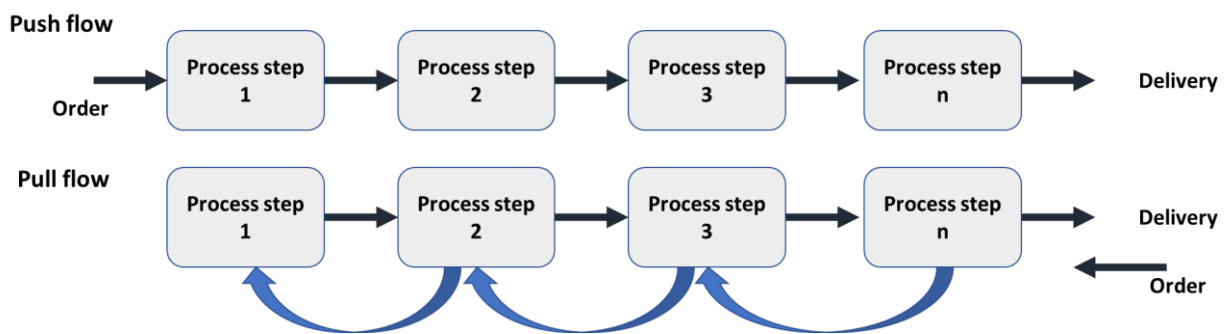 Push flow
Process step
1
Process step
2
Process step
3
Process step
n
Order
Delivery
Pull flow
Process step
1
Process step
2
Process step
3
Process step
n
Delivery
Order